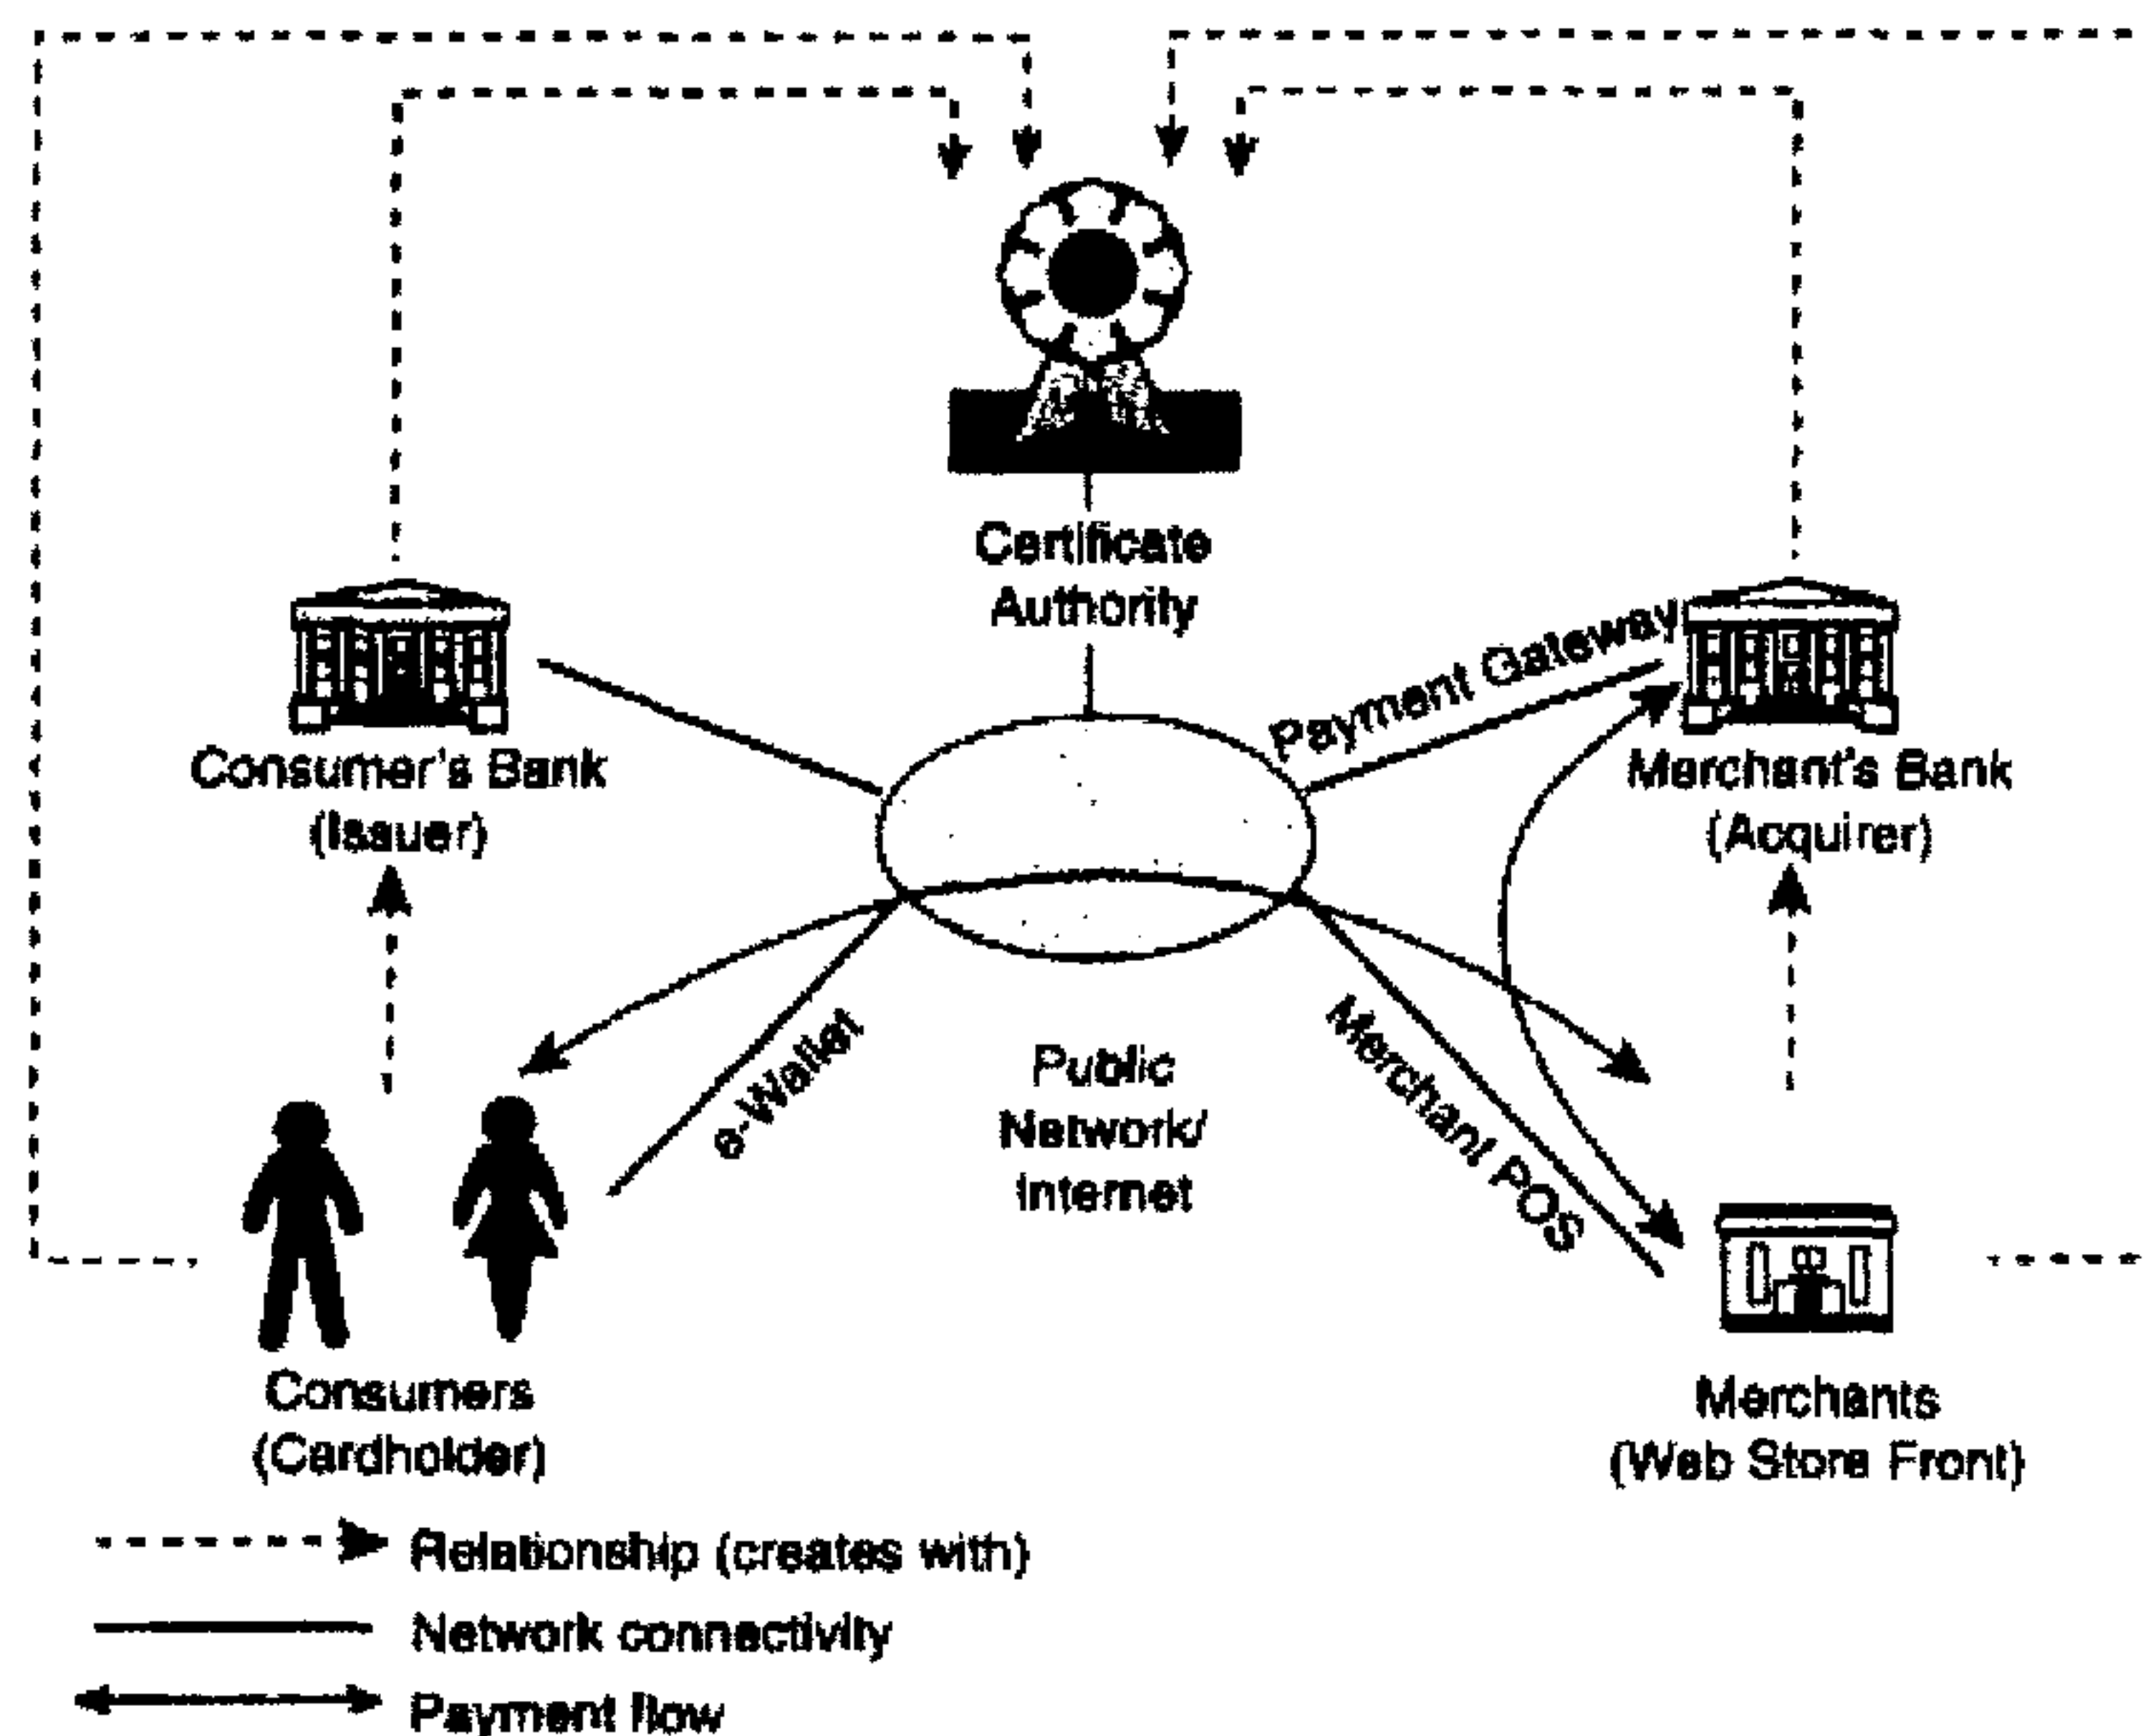 Certificate
Authority
Payment Gateway
Consumer's Bank
(Issuer)
Merchant's Bank
(Acquirer)
e-Wallet
Public
Network/
Internet
Merchant POS
Consumers
(Cardholder)
Merchants
(Web Store Front)
Relationship (creates with)
Network connectivity
Payment flow